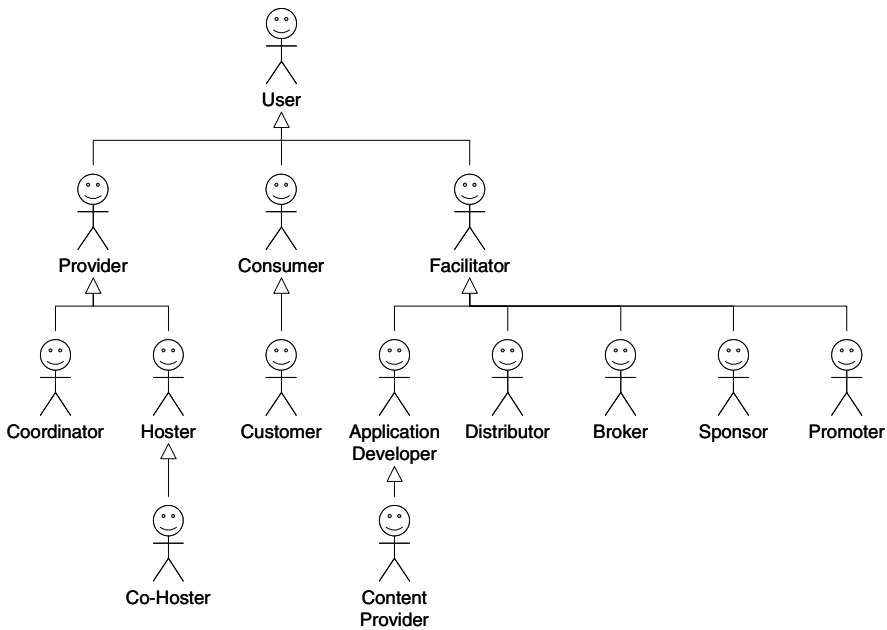 User
Provider
Consumer
Facilitator
Coordinator
Hoster
Customer
Application
Developer
Distributor
Broker
Sponsor
Promoter
Co-Hoster
Content
Provider